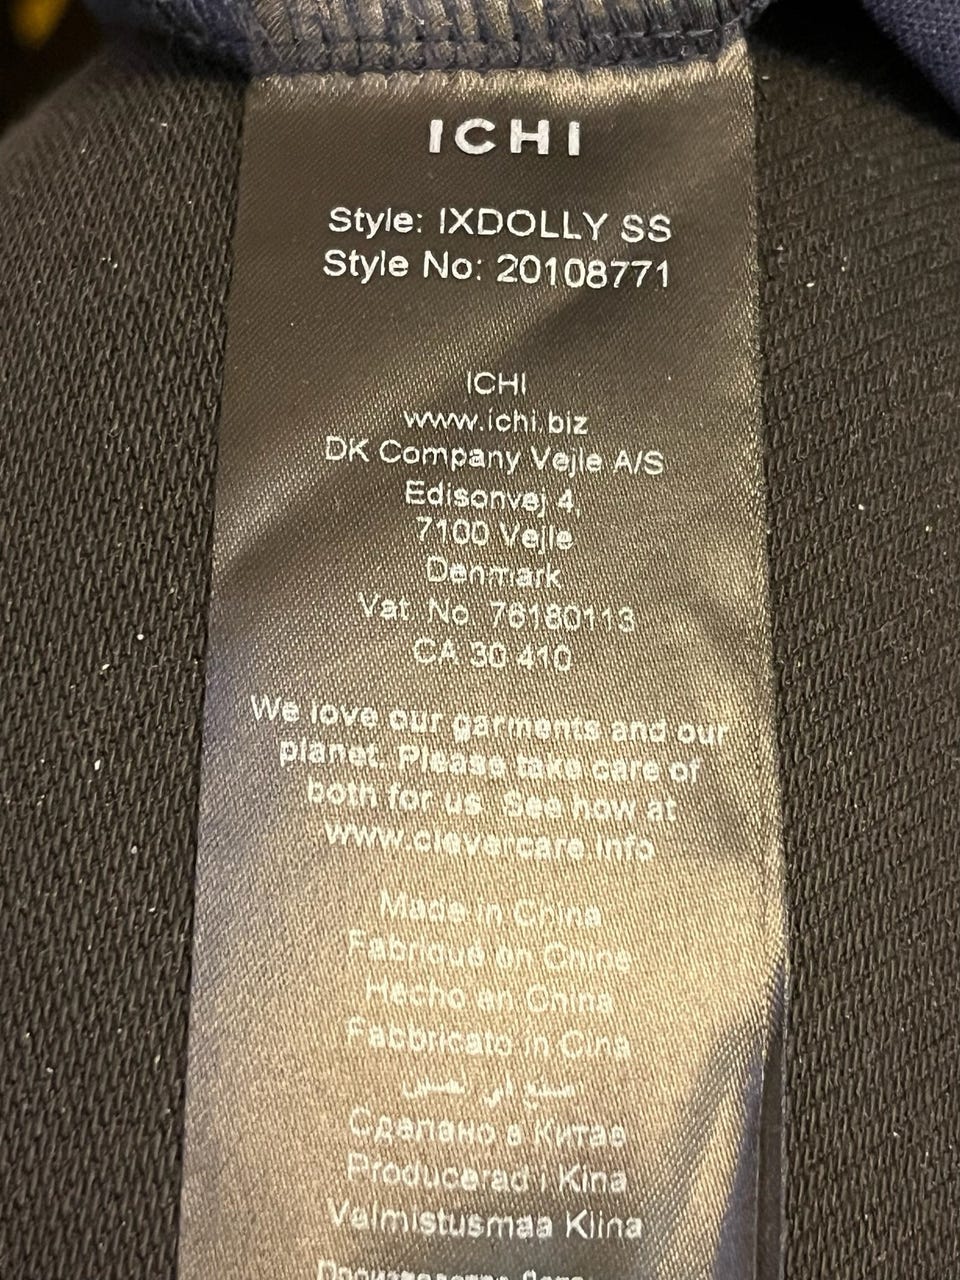 ICHI
Style: IXDOLLY SS
Style No: 20108771
ICHI
www.ichi.biz
DK Company Vejle A/S
Edisonvej 4,
7100 Vejle
Denmark
Vat. No. 76180113
CA 30 410
We love our garments and our
planet. Please take care of
both for us. See how at
www.clevercare.info
Made in China
Fabriqué en Chine
Hecho en China
Fabbricato in Cina
صنع في الصين
Сделано в Китае
Producerad i Kina
Valmistusmaa Kiina